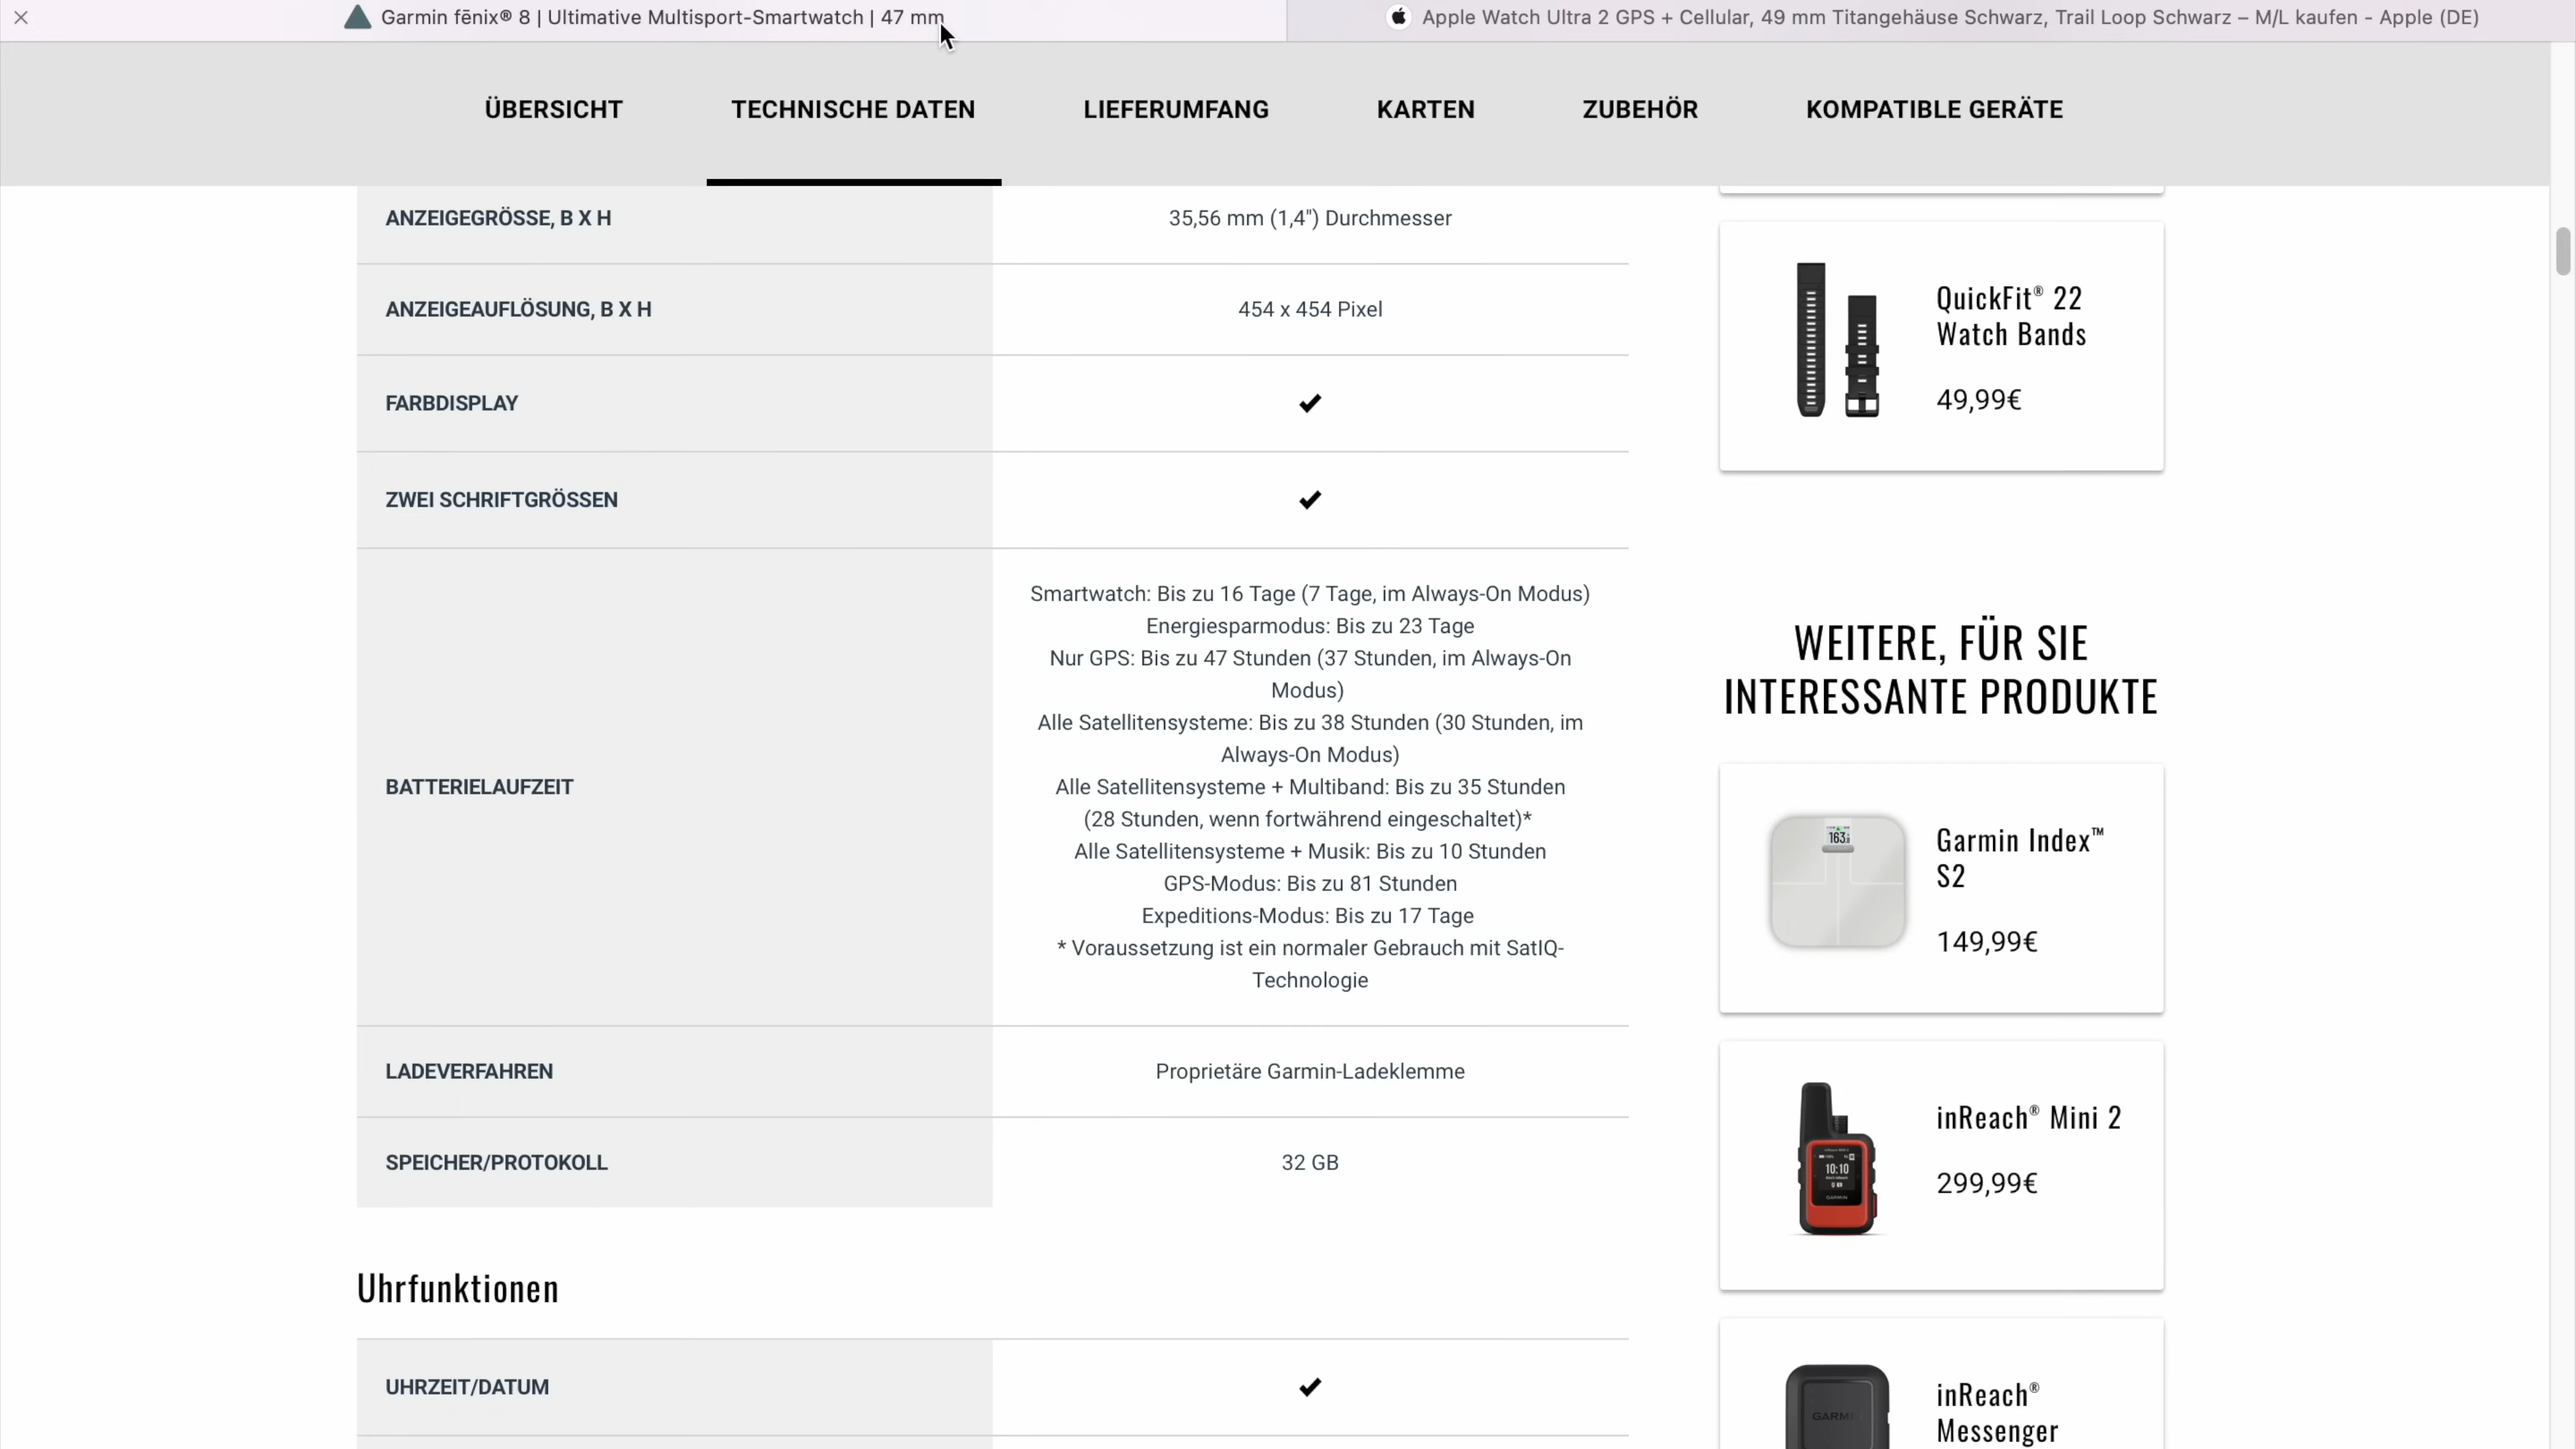 Garmin fēnix® 8 | Ultimative Multisport-Smartwatch | 47 mm
Apple Watch Ultra 2 GPS + Cellular, 49 mm Titangehäuse Schwarz, Trail Loop Schwarz – M/L kaufen - Apple (DE)
ÜBERSICHT
TECHNISCHE DATEN
LIEFERUMFANG
KARTEN
ZUBEHÖR
KOMPATIBLE GERÄTE
ANZEIGEGRÖSSE, B X H
35,56 mm (1,4") Durchmesser
ANZEIGEAUFLÖSUNG, B X H
454 x 454 Pixel
FARBDISPLAY
ZWEI SCHRIFTGRÖSSEN
BATTERIELAUFZEIT
Smartwatch: Bis zu 16 Tage (7 Tage, im Always-On Modus)
Energiesparmodus: Bis zu 23 Tage
Nur GPS: Bis zu 47 Stunden (37 Stunden, im Always-On
Modus)
Alle Satellitensysteme: Bis zu 38 Stunden (30 Stunden, im
Always-On Modus)
Alle Satellitensysteme + Multiband: Bis zu 35 Stunden
(28 Stunden, wenn fortwährend eingeschaltet)*
Alle Satellitensysteme + Musik: Bis zu 10 Stunden
GPS-Modus: Bis zu 81 Stunden
Expeditions-Modus: Bis zu 17 Tage
* Voraussetzung ist ein normaler Gebrauch mit SatIQ-
Technologie
LADEVERFAHREN
Proprietäre Garmin-Ladeklemme
SPEICHER/PROTOKOLL
32 GB
Uhrfunktionen
UHRZEIT/DATUM
QuickFit® 22
Watch Bands
49,99€
WEITERE, FÜR SIE
INTERESSANTE PRODUKTE
163
Garmin Index™
S2
149,99€
10:10
GARMIN
inReach® Mini 2
299,99€
inReach®
Messenger